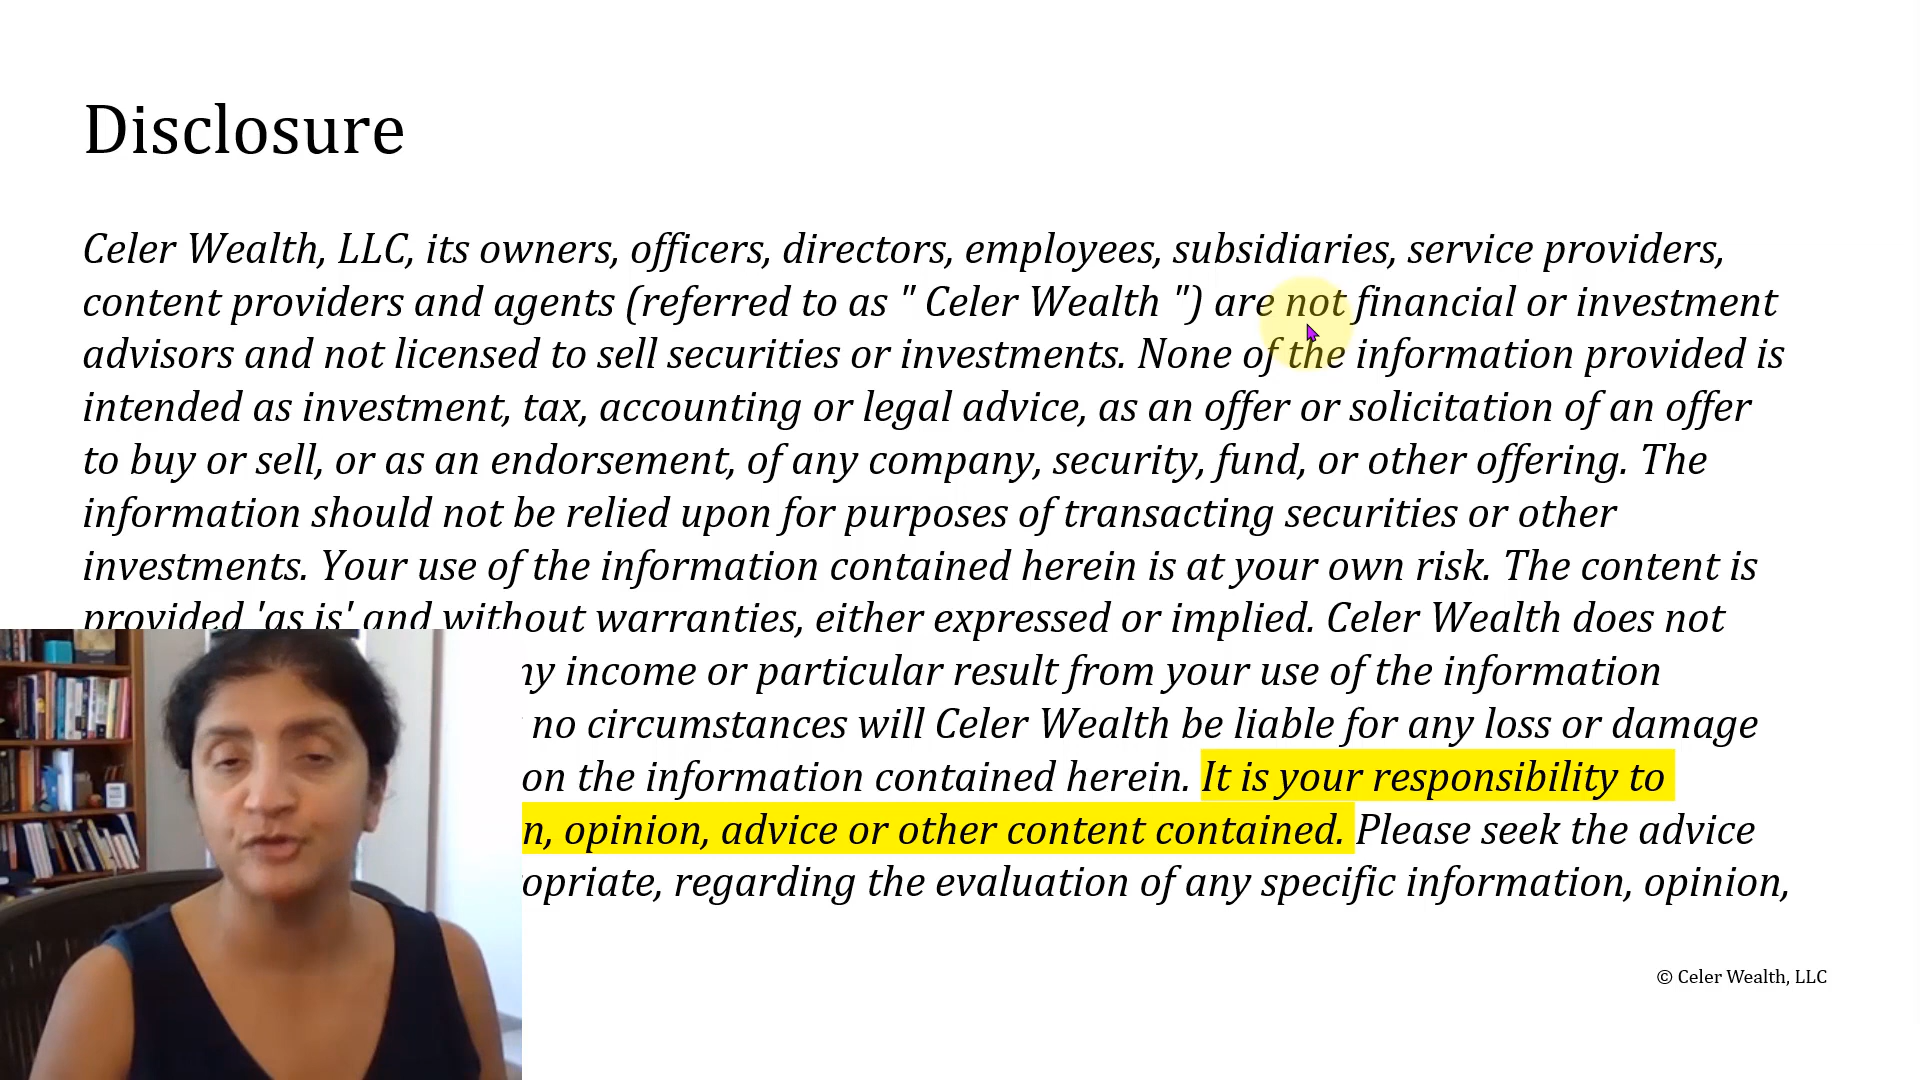 Disclosure
Celer Wealth, LLC, its owners, officers, directors, employees, subsidiaries, service providers,
content providers and agents (referred to as " Celer Wealth ") are not financial or investment
advisors and not licensed to sell securities or investments. None of the information provided is
intended as investment, tax, accounting or legal advice, as an offer or solicitation of an offer
to buy or sell, or as an endorsement, of any company, security, fund, or other offering. The
information should not be relied upon for purposes of transacting securities or other
investments. Your use of the information contained herein is at your own risk. The content is
provided 'as is' and without warranties, either expressed or implied. Celer Wealth does not
income or particular result from your use of the information
no circumstances will Celer Wealth be liable for any loss or damage
on the information contained herein. It is your responsibility to
opinion, advice or other content contained. Please seek the advice
regarding the evaluation of any specific information, opinion,
© Celer Wealth, LLC